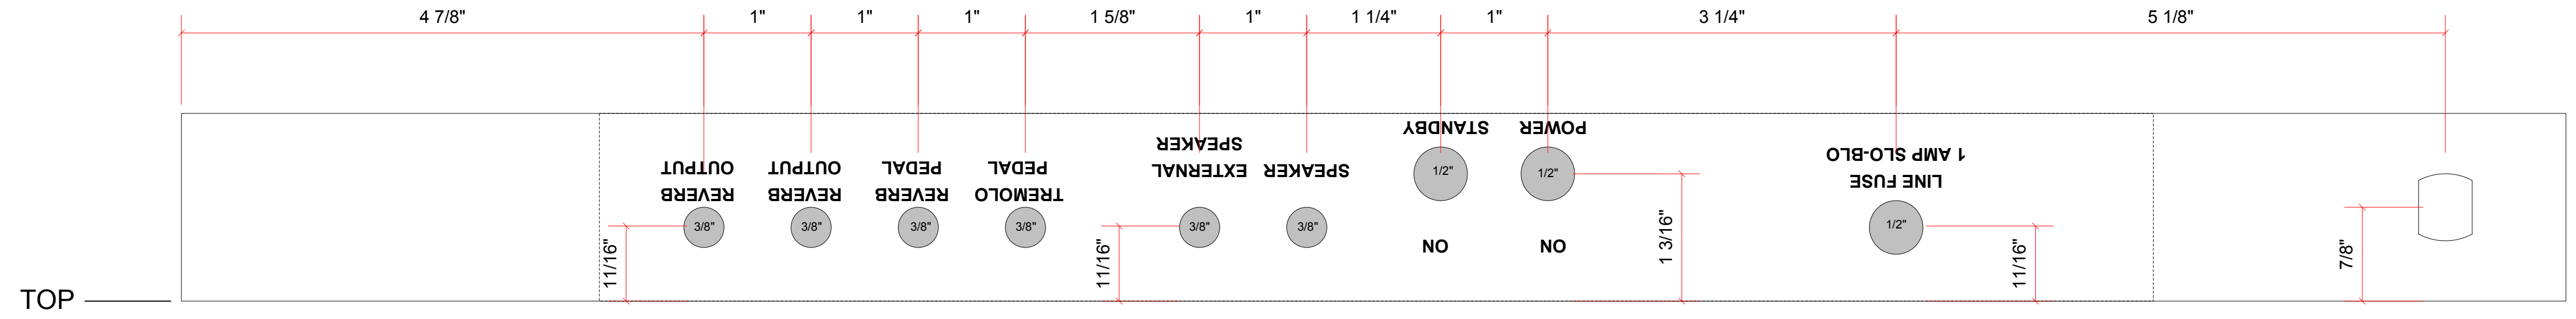 4 7/8"
1"
1"
1"
1 5/8"
1"
1 1/4"
1"
3 1/4"
5 1/8"
REVERB
OUTPUT
REVERB
OUTPUT
REVERB
PEDAL
TREMOLO
PEDAL
EXTERNAL
SPEAKER
SPEAKER
STANDBY
POWER
LINE FUSE
1 AMP SLO-BLO
3/8"
3/8"
3/8"
3/8"
3/8"
3/8"
1/2"
1/2"
1/2"
ON
ON
11/16"
11/16"
1 3/16"
11/16"
7/8"
TOP